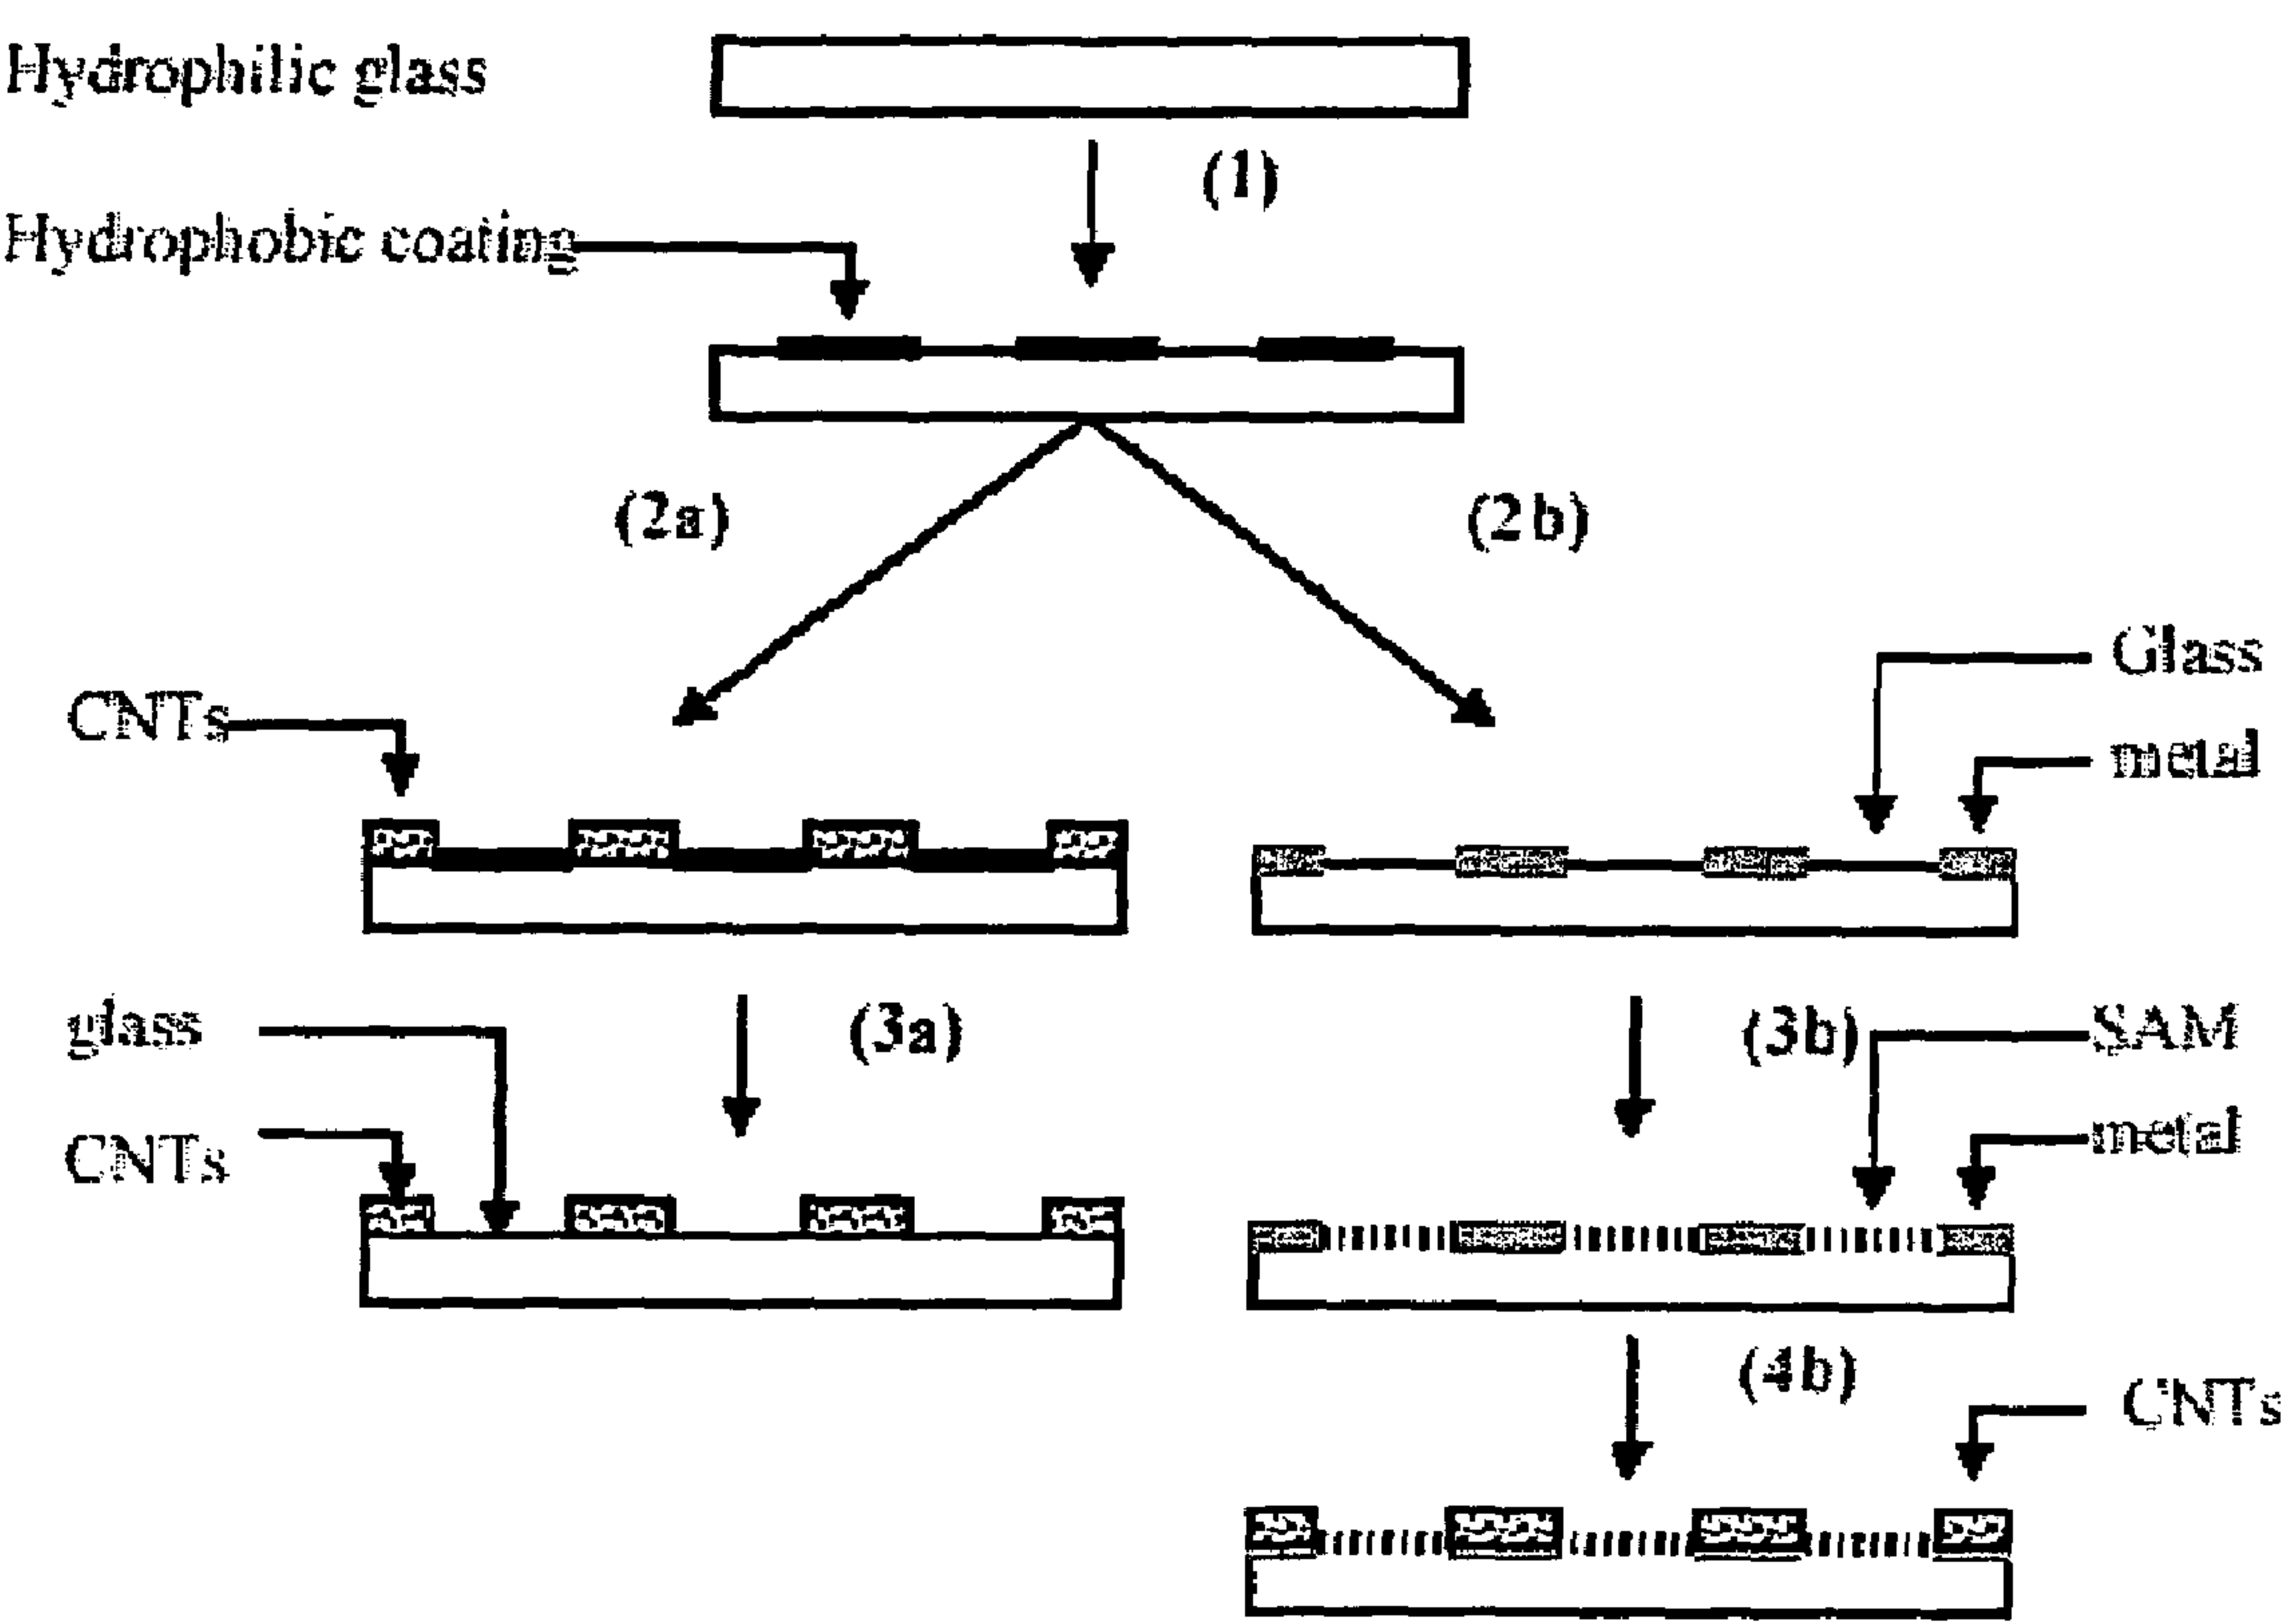 Hydrophilic glass
(1)
Hydrophobic coating
(2a)
(2b)
Glass
CNTs
metal
glass
(3a)
(3b)
SAM
CNTs
metal
(4b)
CNTs